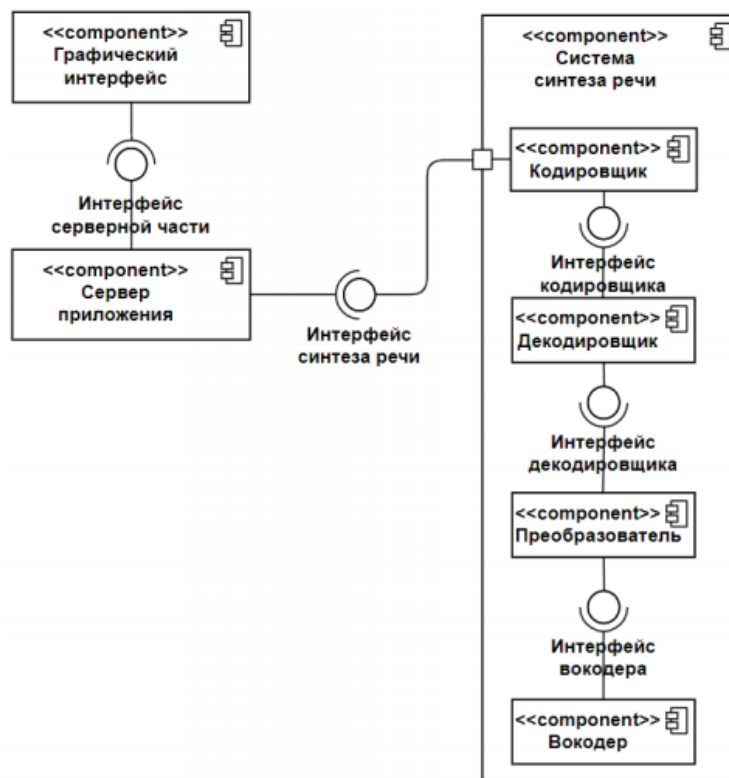 <<component>>
Графический
интерфейс
Интерфейс
серверной части
<<component>>
Сервер
приложения
Интерфейс
синтеза речи
<<component>>
Система
синтеза речи
<<component>>
Кодировщик
Интерфейс
кодировщика
<<component>>
Декодировщик
Интерфейс
декодировщика
<<component>>
Преобразователь
Интерфейс
вокодера
<<component>>
Вокодер